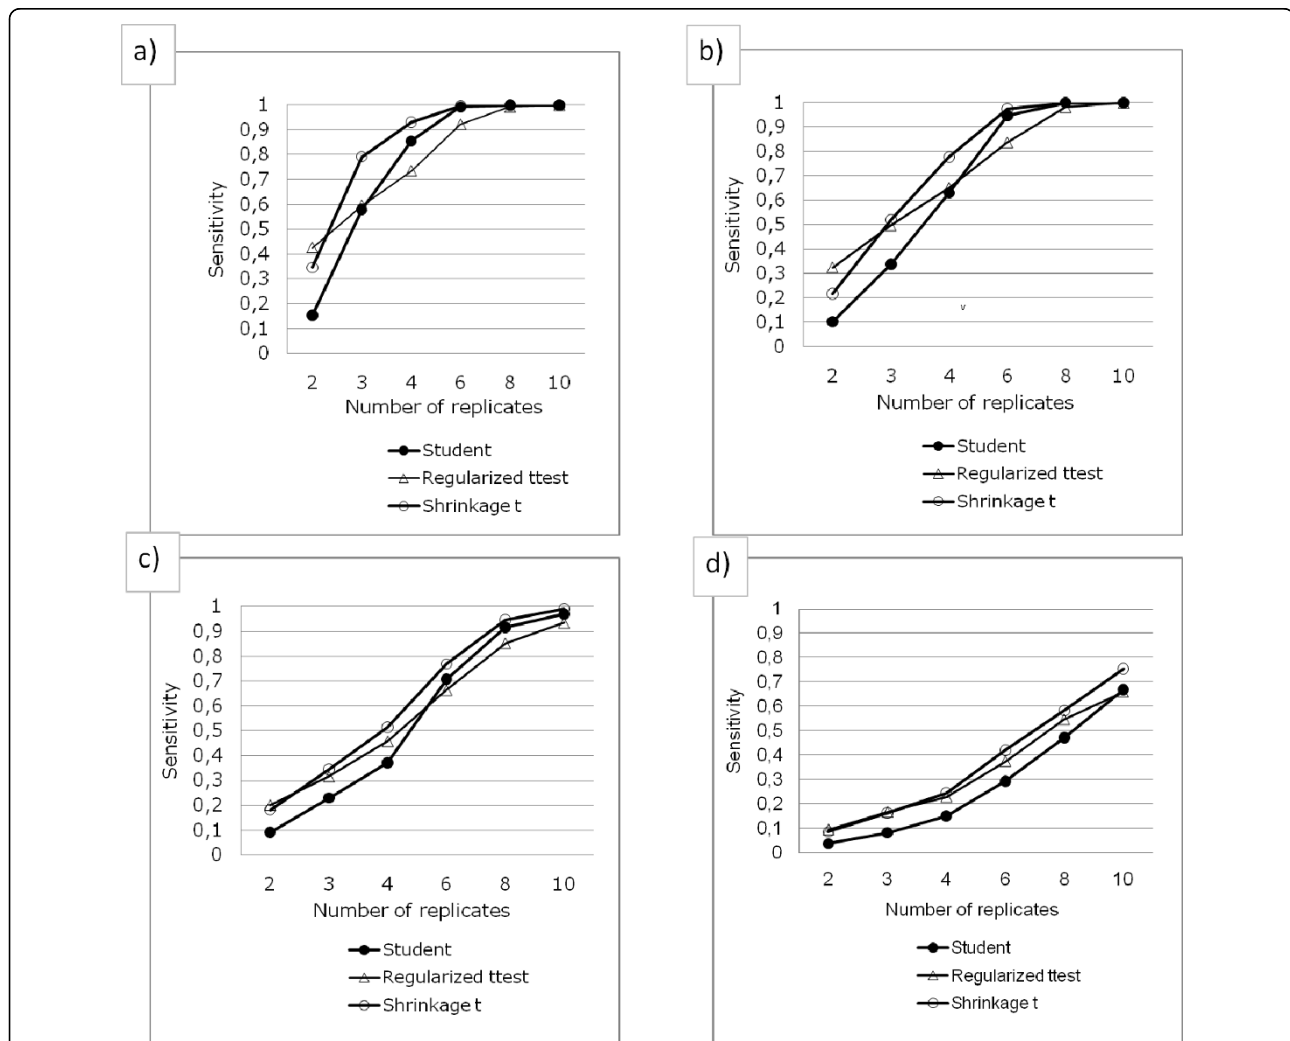 a)
1
0,9
0,8
0,7
0,6
0,5
0,4
0,3
0,2
0,1
0
Sensitivity
2 3 4 6 8 10
Number of replicates
Student
Regularized ttest
Shrinkage t
b)
1
0,9
0,8
0,7
0,6
0,5
0,4
0,3
0,2
0,1
0
Sensitivity
v
2 3 4 6 8 10
Number of replicates
Student
Regularized ttest
Shrinkage t
c)
1
0,9
0,8
0,7
0,6
0,5
0,4
0,3
0,2
0,1
0
Sensitivity
2 3 4 6 8 10
Number of replicates
Student
Regularized ttest
Shrinkage t
d)
1
0,9
0,8
0,7
0,6
0,5
0,4
0,3
0,2
0,1
0
Sensitivity
2 3 4 6 8 10
Number of replicates
Student
Regularized ttest
Shrinkage t